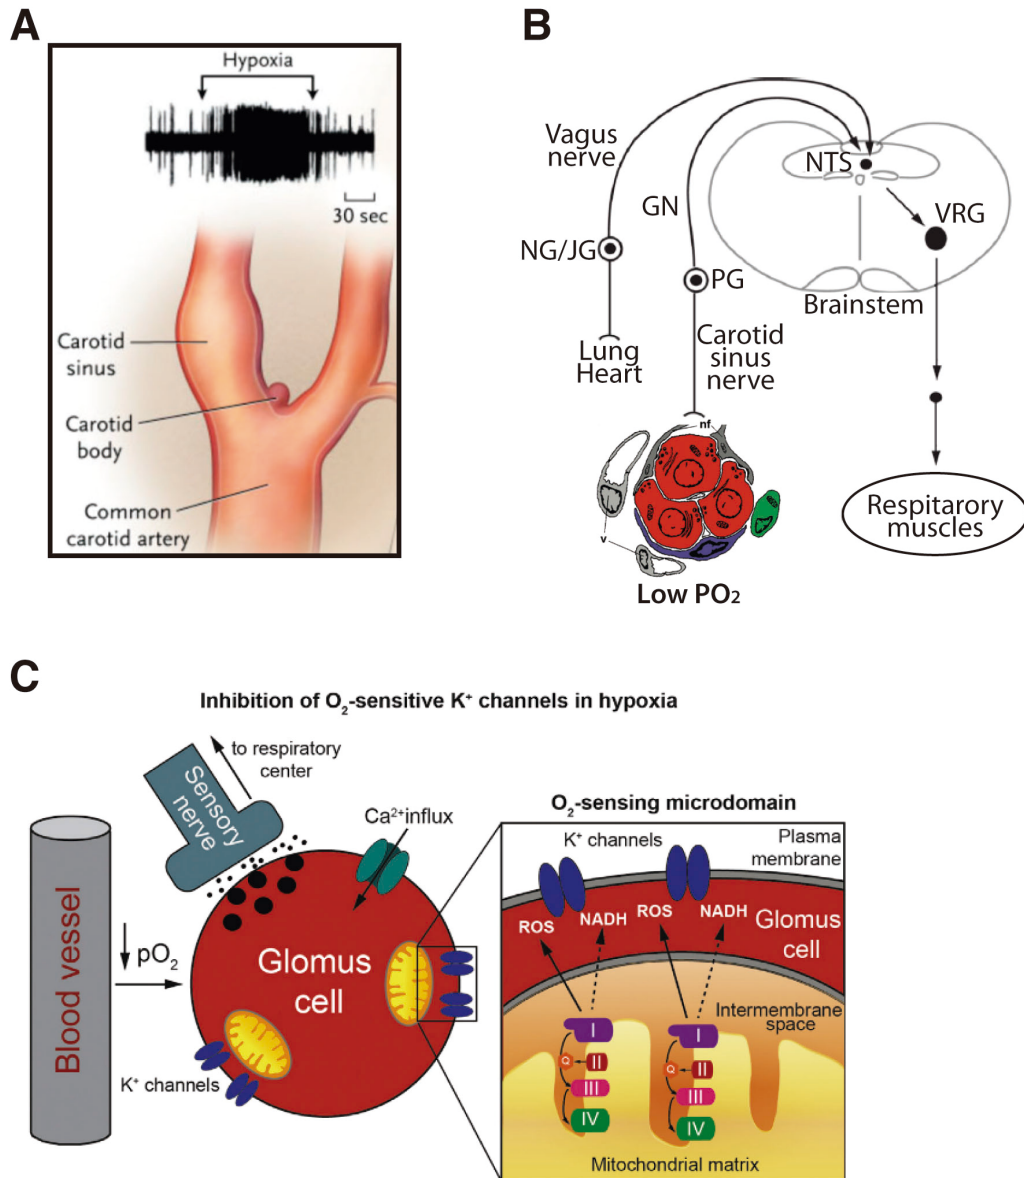 A
Hypoxia
30 sec
Carotid
sinus
Carotid
body
Common
carotid artery
B
Vagus
nerve
GN
NG/JG
PG
NTS
VRG
Brainstem
Lung
Heart
Carotid
sinus
nerve
nf
v
Low PO₂
Respitarory
muscles
C
Inhibition of O₂-sensitive K⁺ channels in hypoxia
to respiratory
center
Sensory
nerve
Ca²⁺influx
Blood vessel
pO₂
Glomus
cell
K⁺ channels
O₂-sensing microdomain
K⁺ channels
Plasma
membrane
ROS
NADH
ROS
NADH
Glomus
cell
Intermembrane
space
I
Q
II
III
IV
I
Q
II
III
IV
Mitochondrial matrix